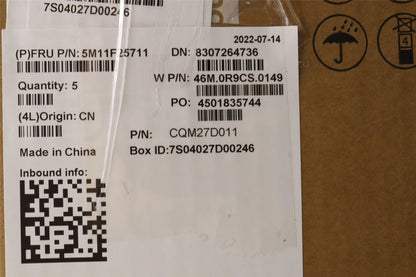 7S04027D00246
2022-07-14
(P)FRU P/N: 5M11F25711 DN: 8307264736
W P/N: 46M.0R9CS.0149
Quantity: 5
PO: 4501835744
(4L)Origin: CN
P/N: CQM27D011
Made in China Box ID:7S04027D00246
Inbound info:
4